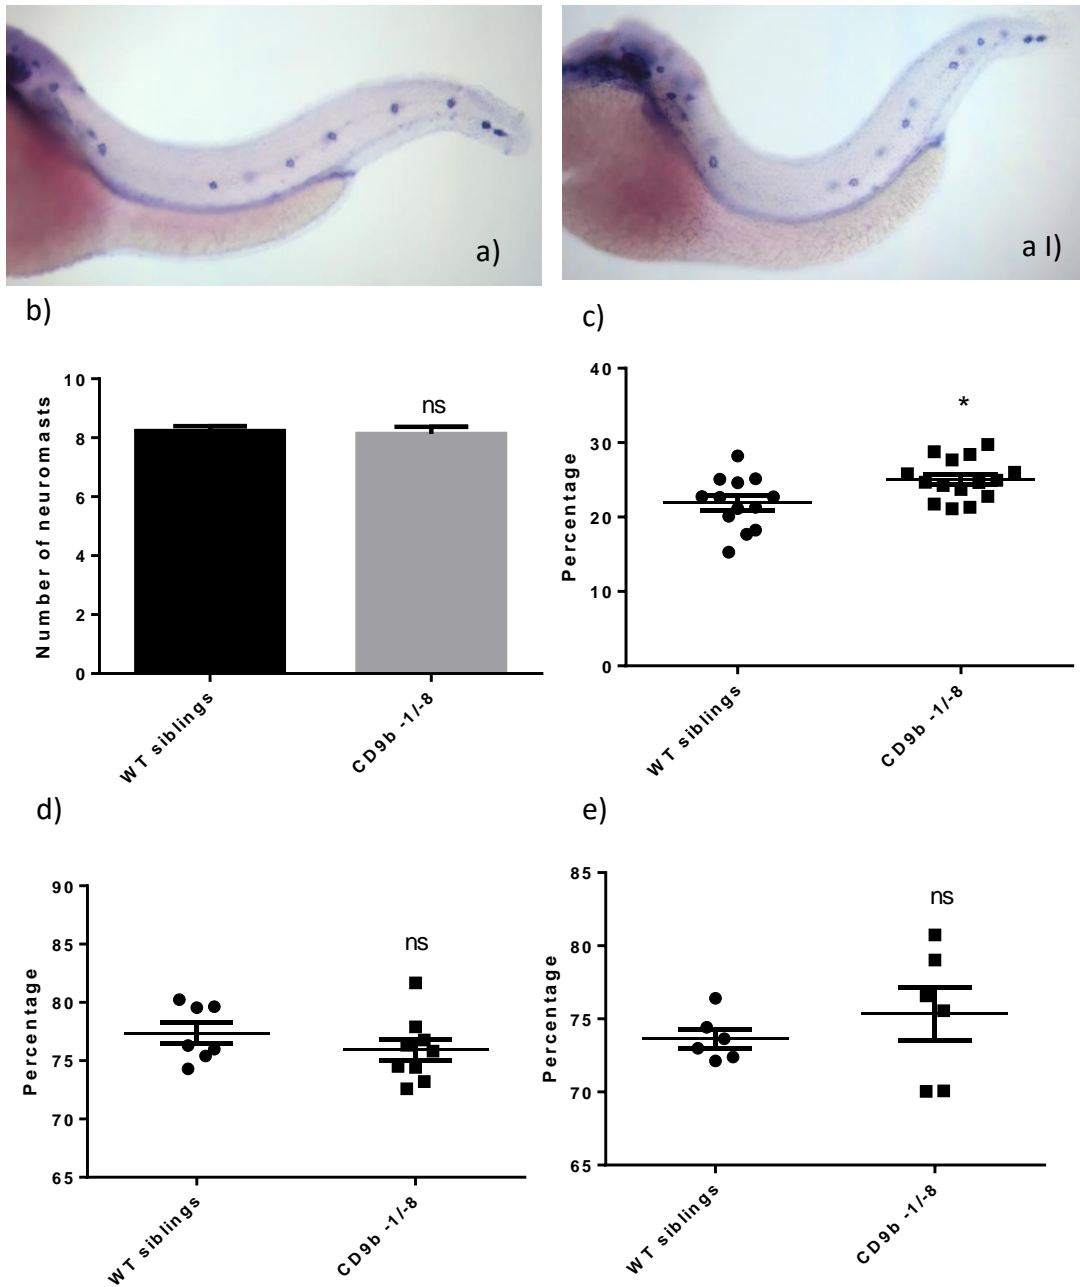 a)
a I)
b)
Number of neuromasts
10
8
6
4
2
0
ns
WT siblings
CD9b -1/-8
c)
Percentage
40
30
20
10
0
*
WT siblings
CD9b -1/-8
d)
Percentage
90
85
80
75
70
65
ns
WT siblings
CD9b -1/-8
e)
Percentage
85
80
75
70
65
ns
WT siblings
CD9b -1/-8